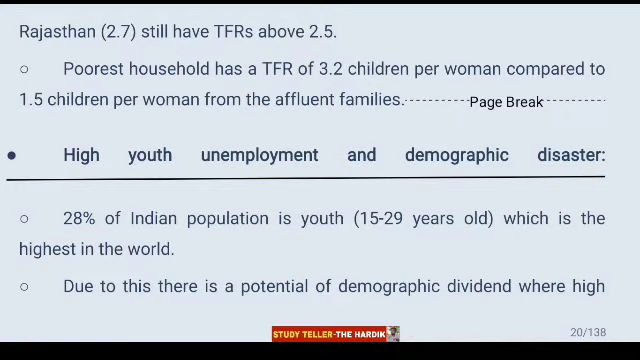 Rajasthan (2.7) still have TFRs above 2.5.
○ Poorest household has a TFR of 3.2 children per woman compared to
1.5 children per woman from the affluent families. Page Break
● High youth unemployment and demographic disaster:
○ 28% of Indian population is youth (15-29 years old) which is the
highest in the world.
○ Due to this there is a potential of demographic dividend where high
STUDY TELLER-THE HARDIK
20/138